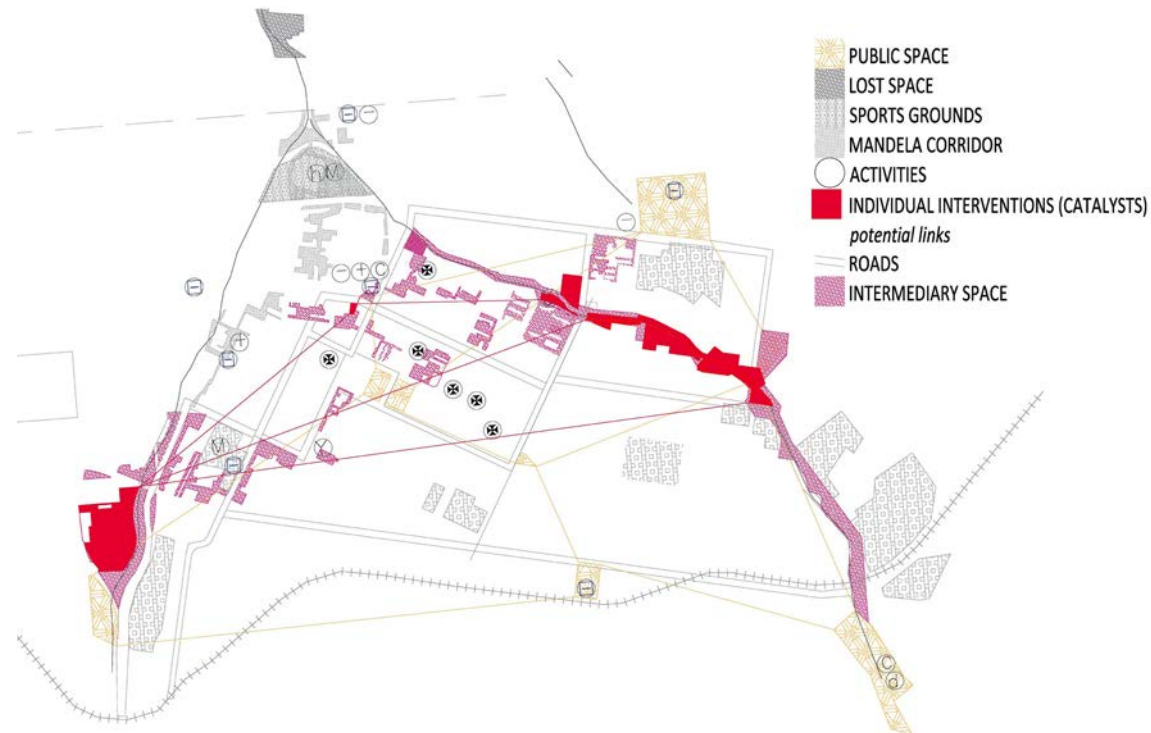 PUBLIC SPACE
LOST SPACE
SPORTS GROUNDS
MANDELA CORRIDOR
ACTIVITIES
INDIVIDUAL INTERVENTIONS (CATALYSTS)
potential links
ROADS
INTERMEDIARY SPACE
h M
C
M
Y
C
d